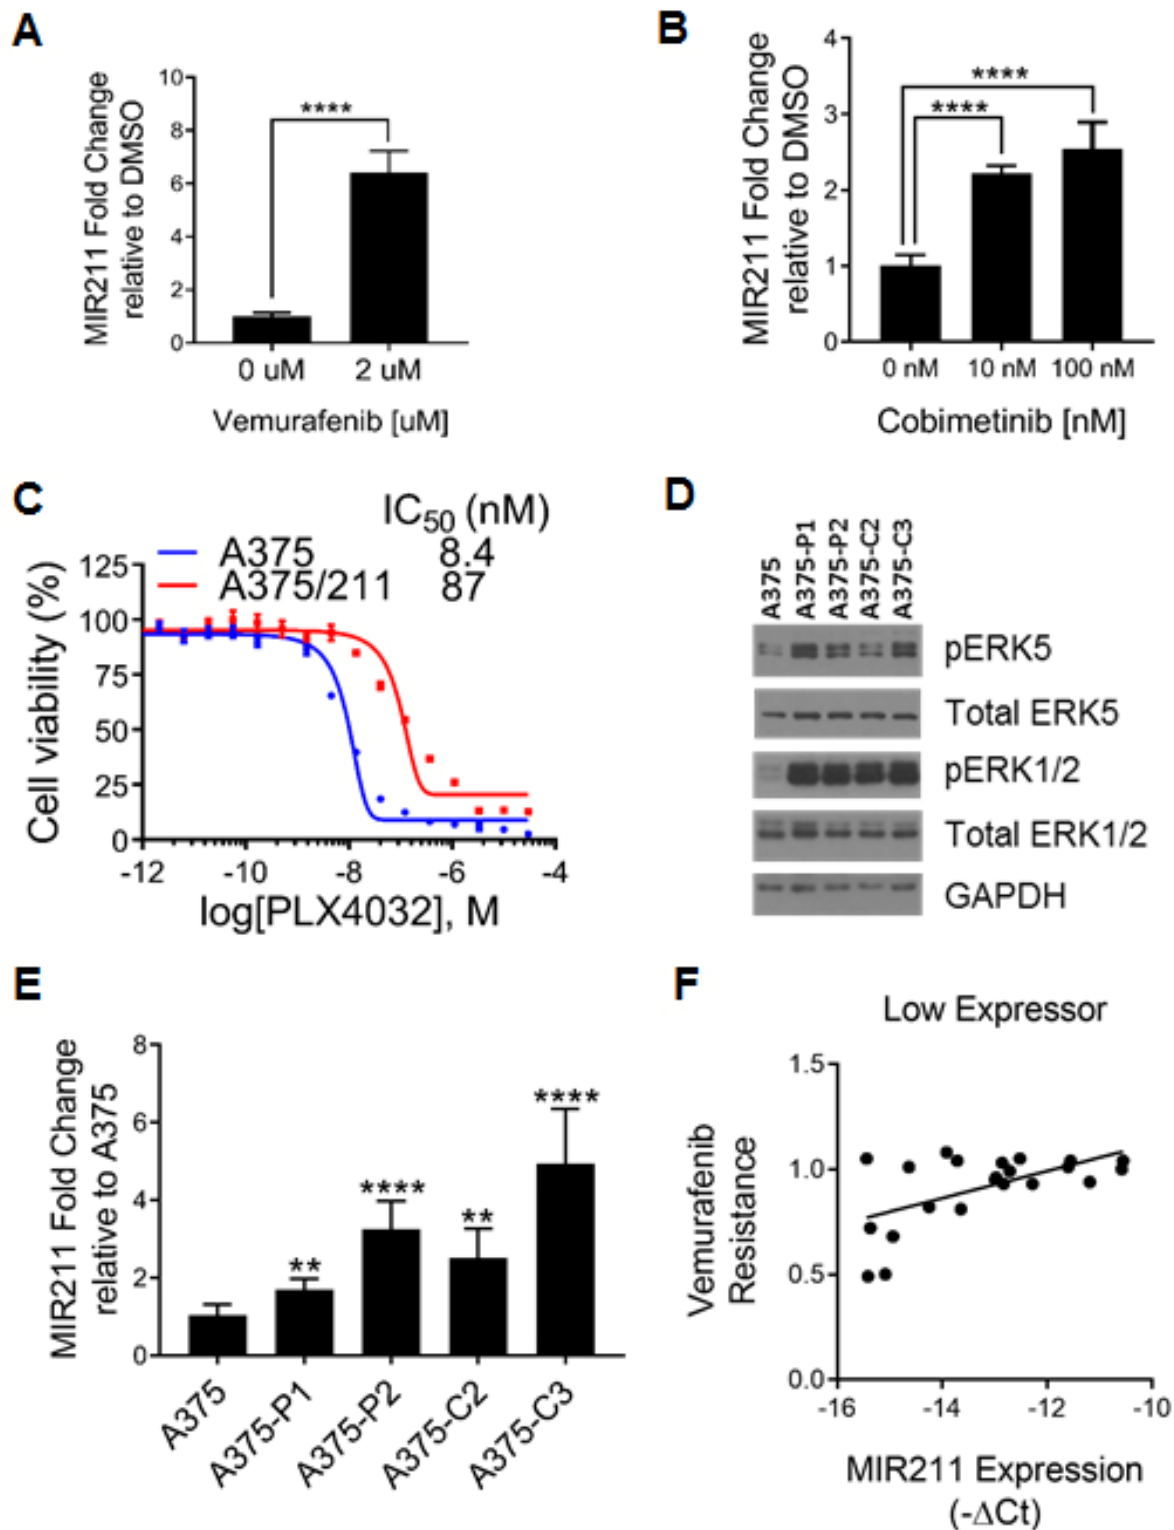 A
MIR211 Fold Change
relative to DMSO
10
8
6
4
2
0
****
0 uM 2 uM
Vemurafenib [uM]
B
MIR211 Fold Change
relative to DMSO
4
3
2
1
0
****
****
0 nM 10 nM 100 nM
Cobimetinib [nM]
C
IC50 (nM)
A375 8.4
A375/211 87
Cell viability (%)
125
100
75
50
25
0
-12 -10 -8 -6 -4
log[PLX4032], M
D
A375 A375-P1 A375-P2 A375-C2 A375-C3
pERK5
Total ERK5
pERK1/2
Total ERK1/2
GAPDH
E
MIR211 Fold Change
relative to A375
8
6
4
2
0
**
****
**
****
A375 A375-P1 A375-P2 A375-C2 A375-C3
F
Low Expressor
Vemurafenib
Resistance
1.5
1.0
0.5
0.0
-16 -14 -12 -10
MIR211 Expression
(-ΔCt)